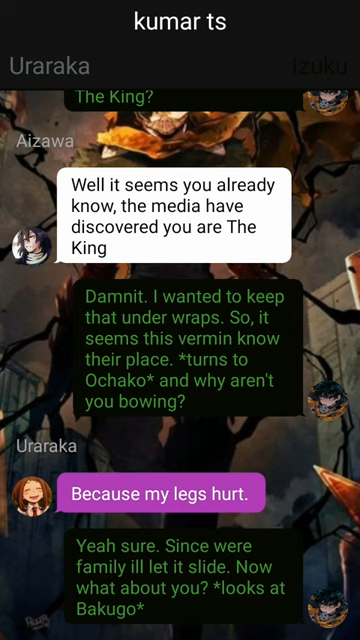 kumar ts
Uraraka
Izuku
The King?
Aizawa
Well it seems you already
know, the media have
discovered you are The
King
Damnit. I wanted to keep
that under wraps. So, it
seems this vermin know
their place. *turns to
Ochako* and why aren't
you bowing?
Uraraka
Because my legs hurt.
Yeah sure. Since were
family ill let it slide. Now
what about you? *looks at
Bakugo*